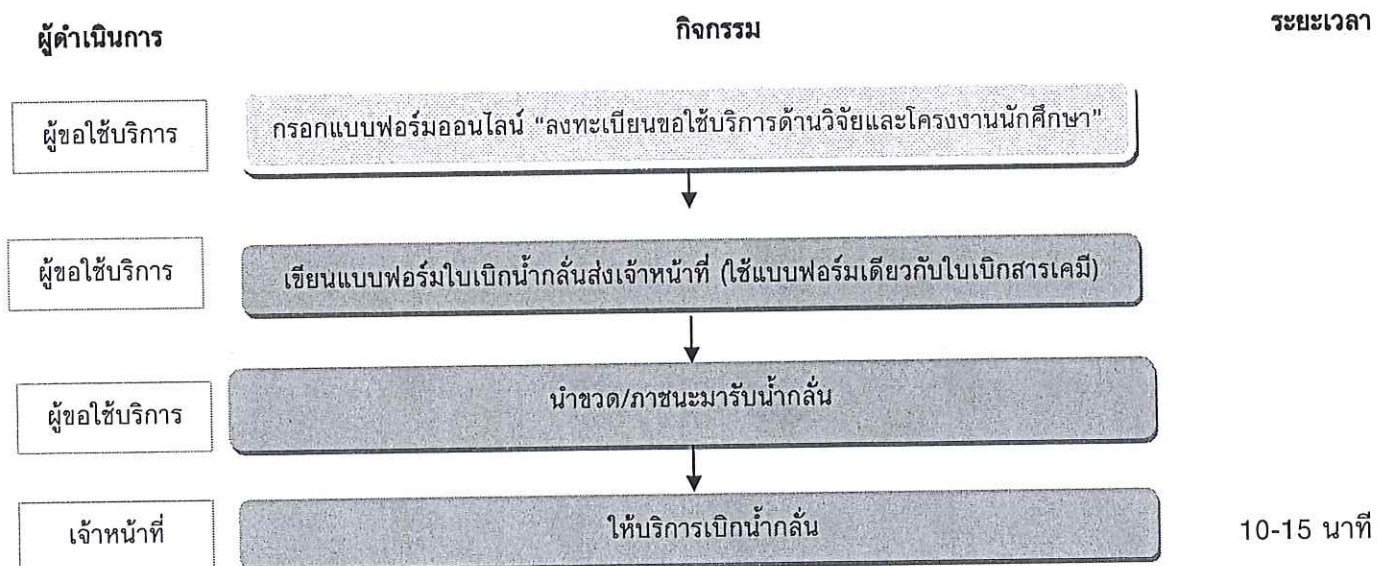 ผู้ดำเนินการ กิจกรรม ระยะเวลา
ผู้ขอใช้บริการ กรอกแบบฟอร์มออนไลน์ “ลงทะเบียนขอใช้บริการด้านวิจัยและโครงงานนักศึกษา”
ผู้ขอใช้บริการ เขียนแบบฟอร์มใบเบิกน้ำกลั่นส่งเจ้าหน้าที่ (ใช้แบบฟอร์มเดียวกับใบเบิกสารเคมี)
ผู้ขอใช้บริการ นำขวด/ภาชนะมารับน้ำกลั่น
เจ้าหน้าที่ ให้บริการเบิกน้ำกลั่น 10-15 นาที